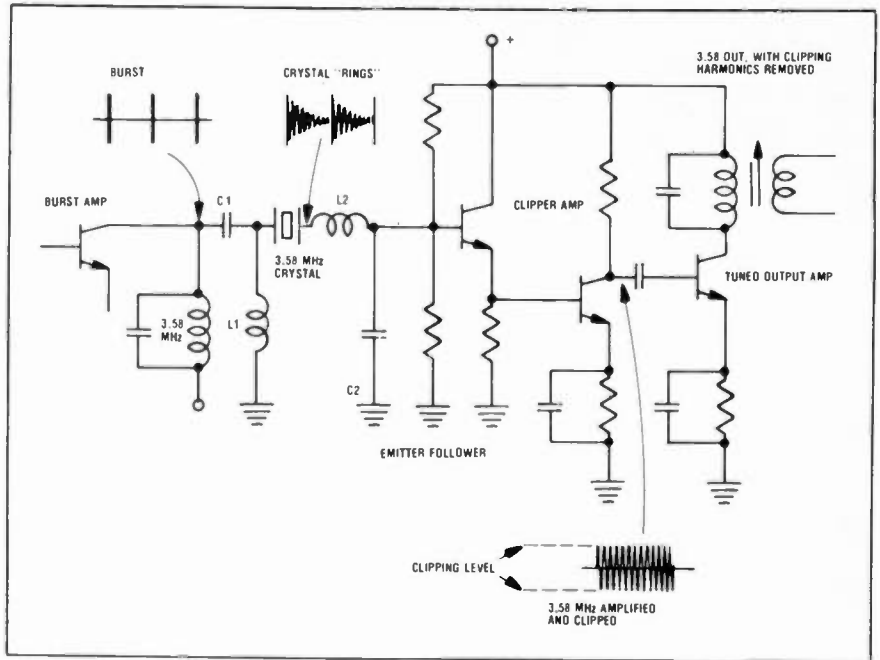 BURST
CRYSTAL "RINGS"
+
3.58 OUT, WITH CLIPPING
HARMONICS REMOVED
BURST AMP
C1
L2
3.58 MHz
CRYSTAL
CLIPPER AMP
TUNED OUTPUT AMP
3.58
MHz
L1
C2
EMITTER FOLLOWER
CLIPPING LEVEL
3.58 MHz AMPLIFIED
AND CLIPPED